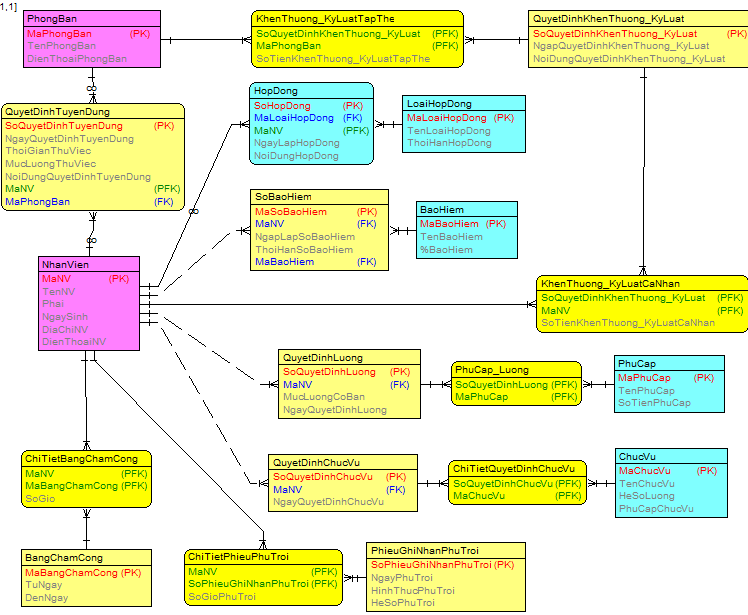 1,1]
PhongBan
MaPhongBan (PK)
TenPhongBan
DienThoaiPhongBan
KhenThuong_KyLuatTapThe
SoQuyetDinhKhenThuong_KyLuat (PFK)
MaPhongBan (PFK)
SoTienKhenThuong_KyLuatTapThe
QuyetDinhKhenThuong_KyLuat
SoQuyetDinhKhenThuong_KyLuat (PK)
NgapQuyetDinhKhenThuong_KyLuat
NoiDungQuyetDinhKhenThuong_KyLuat
QuyetDinhTuyenDung
SoQuyetDinhTuyenDung (PK)
NgayQuyetDinhTuyenDung
ThoiGianThuViec
MucLuongThuViec
NoiDungQuyetDinhTuyenDung
MaNV (PFK)
MaPhongBan (FK)
HopDong
SoHopDong (PK)
MaLoaiHopDong (FK)
MaNV (PFK)
NgayLapHopDong
NoiDungHopDong
LoaiHopDong
MaLoaiHopDong (PK)
TenLoaiHopDong
ThoiHanHopDong
SoBaoHiem
MaSoBaoHiem (PK)
MaNV (FK)
NgapLapSoBaoHiem
ThoiHanSoBaoHiem
MaBaoHiem (FK)
BaoHiem
MaBaoHiem (PK)
TenBaoHiem
%BaoHiem
NhanVien
MaNV (PK)
TenNV
Phai
NgaySinh
DiaChiNV
DienThoaiNV
KhenThuong_KyLuatCaNhan
SoQuyetDinhKhenThuong_KyLuat (PFK)
MaNV (PFK)
SoTienKhenThuong_KyLuatCaNhan
QuyetDinhLuong
SoQuyetDinhLuong (PK)
MaNV (FK)
MucLuongCoBan
NgayQuyetDinhLuong
PhuCap_Luong
SoQuyetDinhLuong (PFK)
MaPhuCap (PFK)
PhuCap
MaPhuCap (PK)
TenPhuCap
SoTienPhuCap
ChiTietBangChamCong
MaNV (PFK)
MaBangChamCong (PFK)
SoGio
QuyetDinhChucVu
SoQuyetDinhChucVu (PK)
MaNV (FK)
NgayQuyetDinhChucVu
ChiTietQuyetDinhChucVu
SoQuyetDinhChucVu (PFK)
MaChucVu (PFK)
ChucVu
MaChucVu (PK)
TenChucVu
HeSoLuong
PhuCapChucVu
BangChamCong
MaBangChamCong (PK)
TuNgay
DenNgay
ChiTietPhieuPhuTroi
MaNV (PFK)
SoPhieuGhiNhanPhuTroi (PFK)
SoGioPhuTroi
PhieuGhiNhanPhuTroi
SoPhieuGhiNhanPhuTroi (PK)
NgayPhuTroi
HinhThucPhuTroi
HeSoPhuTroi